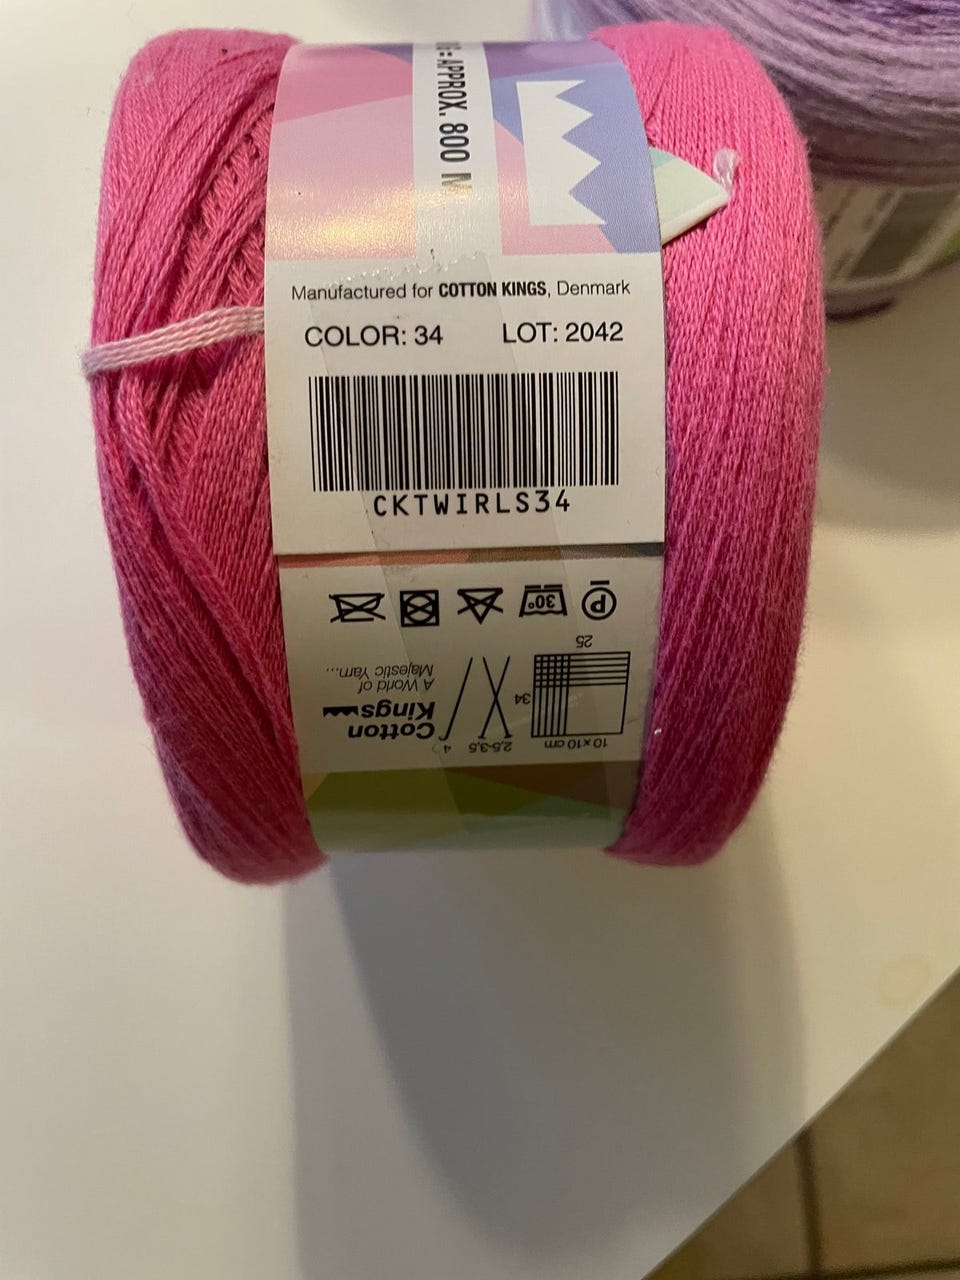 : APPROX. 800 M
Manufactured for COTTON KINGS, Denmark
COLOR: 34 LOT: 2042
CKTWIRLS34
P
30°
25
34
10x10 cm
2,5-3,5
4
Cotton
Kings
A World of
Majestic Yarn...